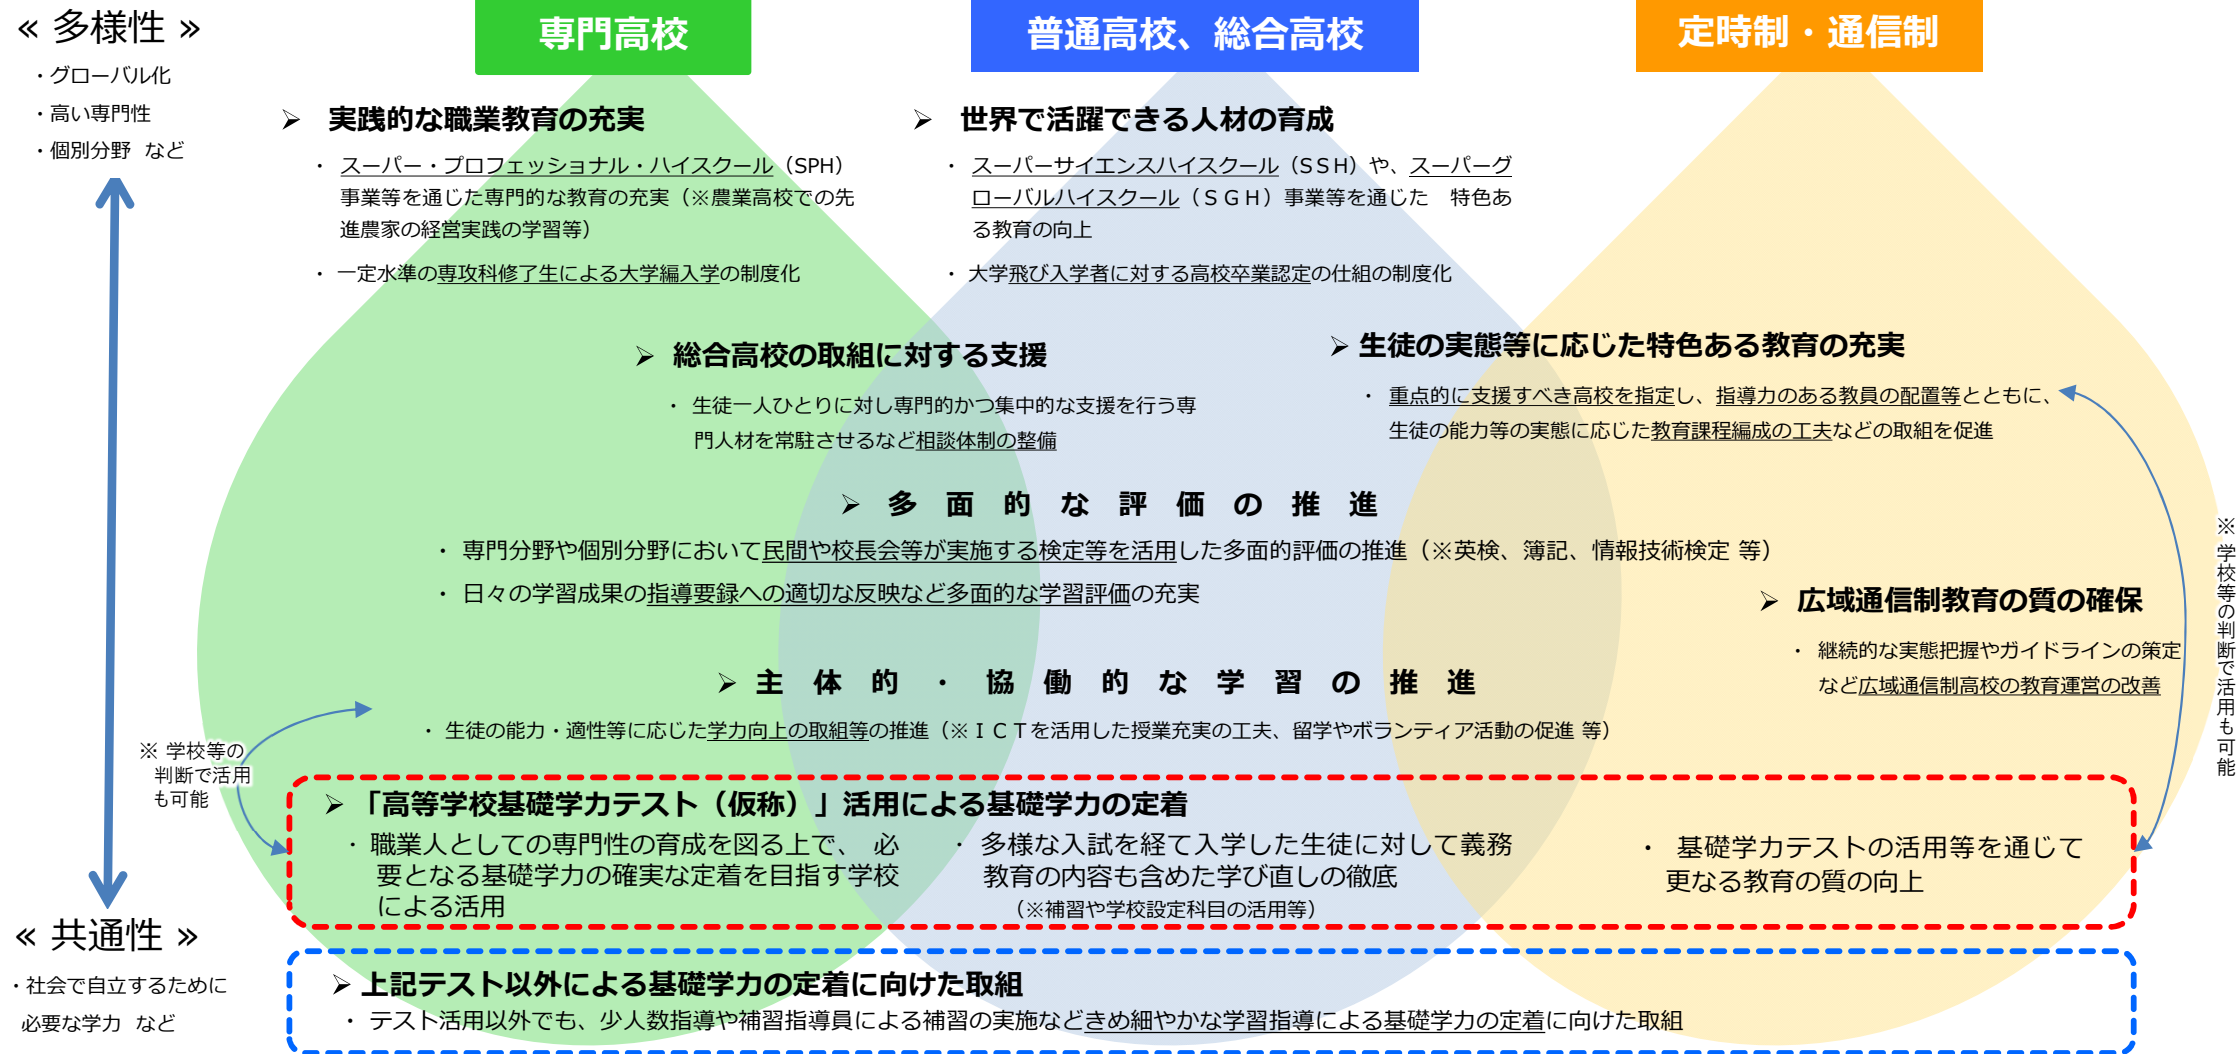 « 多様性 »
・グローバル化
・高い専門性
・個別分野 など
専門高校
普通高校、総合高校
定時制・通信制
➢ 実践的な職業教育の充実
・ スーパー・プロフェッショナル・ハイスクール（SPH）
事業等を通じた専門的な教育の充実（※農業高校での先
進農家の経営実践の学習等）
・ 一定水準の専攻科修了生による大学編入学の制度化
➢ 世界で活躍できる人材の育成
・ スーパーサイエンスハイスクール（ＳＳＨ）や、スーパーグ
ローバルハイスクール（ＳＧＨ）事業等を通じた　特色あ
る教育の向上
・ 大学飛び入学者に対する高校卒業認定の仕組の制度化
➢ 総合高校の取組に対する支援
・ 生徒一人ひとりに対し専門的かつ集中的な支援を行う専
門人材を常駐させるなど相談体制の整備
➢ 生徒の実態等に応じた特色ある教育の充実
・ 重点的に支援すべき高校を指定し、指導力のある教員の配置等とともに、
生徒の能力等の実態に応じた教育課程編成の工夫などの取組を促進
➢ 多 面 的 な 評 価 の 推 進
・ 専門分野や個別分野において民間や校長会等が実施する検定等を活用した多面的評価の推進（※英検、簿記、情報技術検定 等）
・ 日々の学習成果の指導要録への適切な反映など多面的な学習評価の充実
➢ 広域通信制教育の質の確保
・ 継続的な実態把握やガイドラインの策定
など広域通信制高校の教育運営の改善
➢ 主 体 的 ・ 協 働 的 な 学 習 の 推 進
・ 生徒の能力・適性等に応じた学力向上の取組等の推進（※ＩＣＴを活用した授業充実の工夫、留学やボランティア活動の促進 等）
※ 学校等の
判断で活用
も可能
※ 学校等の判断で活用も可能
➢ 「高等学校基礎学力テスト（仮称）」活用による基礎学力の定着
・ 職業人としての専門性の育成を図る上で、 必
要となる基礎学力の確実な定着を目指す学校
による活用
・ 多様な入試を経て入学した生徒に対して義務
教育の内容も含めた学び直しの徹底
（※補習や学校設定科目の活用等）
・ 基礎学力テストの活用等を通じて
更なる教育の質の向上
« 共通性 »
・社会で自立するために
必要な学力 など
➢ 上記テスト以外による基礎学力の定着に向けた取組
・ テスト活用以外でも、少人数指導や補習指導員による補習の実施などきめ細やかな学習指導による基礎学力の定着に向けた取組